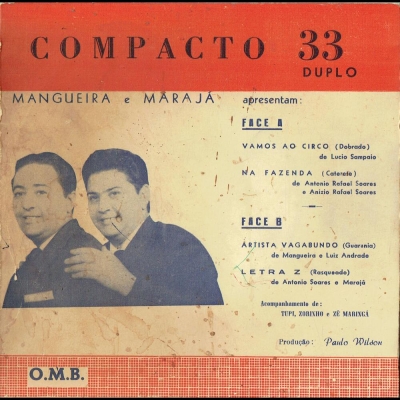 COMPACTO 33
DUPLO
MANGUEIRA e MARAJÁ apresentam:
FACE A
VAMOS AO CIRCO (Dobrado)
de Lucio Sampaio
NA FAZENDA (Cateretê)
de Antonio Rafael Soares
e Anizio Rafael Soares
FACE B
ARTISTA VAGABUNDO (Guarania)
de Mangueira e Luiz Andrade
LETRA Z (Rasqueado)
de Antonio Soares e Marajá
Acompanhamento de:
TUPI, ZORINHO e ZÉ MARINGÁ
Produção: Paulo Wilson
O.M.B.